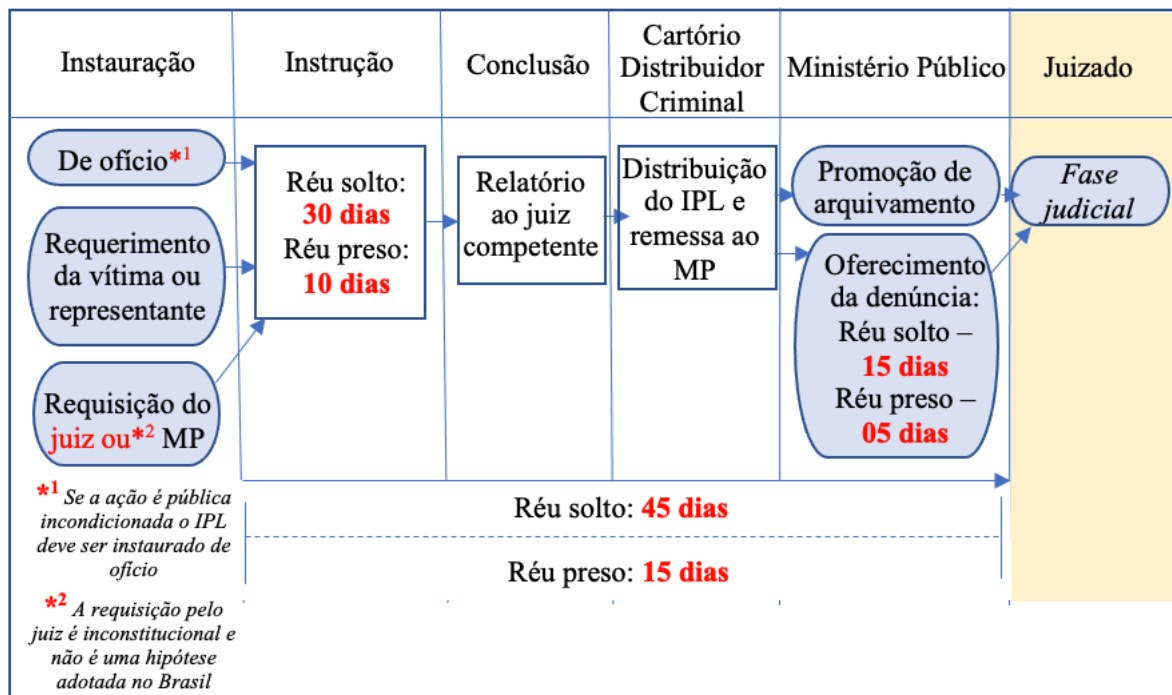 Instauração
Instrução
Conclusão
Cartório
Distribuidor
Criminal
Ministério Público
Juizado
De ofício*1
Requerimento
da vítima ou
representante
Requisição do
juiz ou*2 MP
Réu solto:
30 dias
Réu preso:
10 dias
Relatório
ao juiz
competente
Distribuição
do IPL e
remessa ao
MP
Promoção de
arquivamento
Oferecimento
da denúncia:
Réu solto –
15 dias
Réu preso –
05 dias
Fase
judicial
*1 Se a ação é pública
incondicionada o IPL
deve ser instaurado de
ofício
*2 A requisição pelo
juiz é inconstitucional e
não é uma hipótese
adotada no Brasil
Réu solto: 45 dias
Réu preso: 15 dias